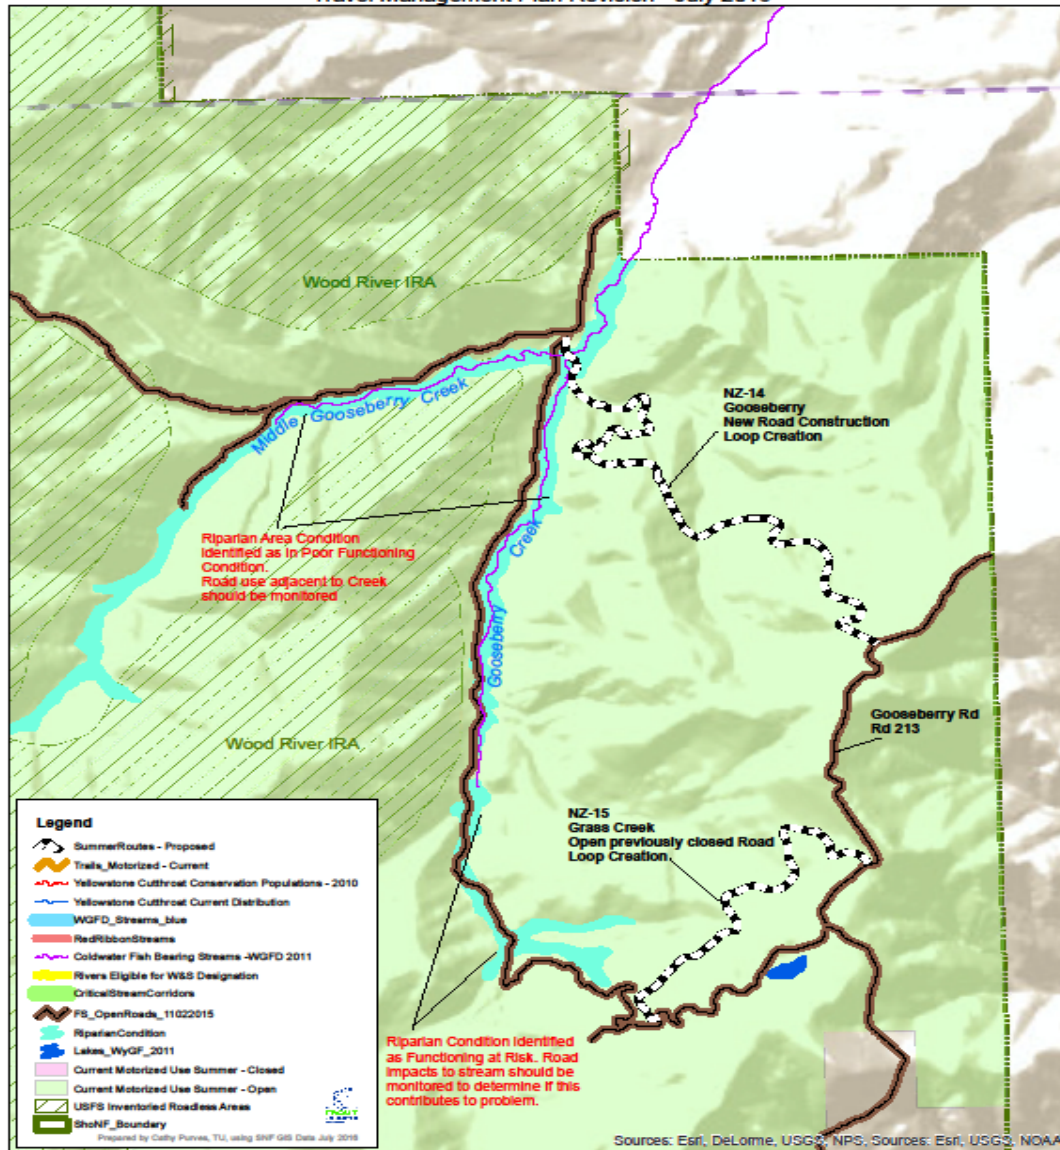 Travel Management Plan Revision - July 2016
Wood River IRA
NZ-14
Gooseberry
New Road Construction
Loop Creation
Middle Gooseberry Creek
Riparian Area Condition
Identified as in Poor Functioning
Condition.
Road use adjacent to Creek
should be monitored
Gooseberry Creek
Gooseberry Rd
Rd 213
Wood River IRA
NZ-15
Grass Creek
Open previously closed Road
Loop Creation
Riparian Condition Identified
as Functioning at Risk. Road
Impacts to stream should be
monitored to determine if this
contributes to problem.
Legend
SummerRoutes - Proposed
Trails_Motorized - Current
Yellowstone Cutthroat Conservation Populations - 2010
Yellowstone Cutthroat Current Distribution
WGFD_Streams_blue
RedRibbonStreams
Coldwater Fish Bearing Streams -WGFD 2011
Rivers Eligible for W&S Designation
CriticalStreamCorridors
FS_OpenRoads_11022015
RiparianCondition
Lakes_WyGF_2011
Current Motorized Use Summer - Closed
Current Motorized Use Summer - Open
USFS Inventoried Roadless Areas
ShoNF_Boundary
Prepared by Cathy Purves, TU, using SNF GIS Data July 2016
Sources: Esri, DeLorme, USGS, NPS, Sources: Esri, USGS, NOAA